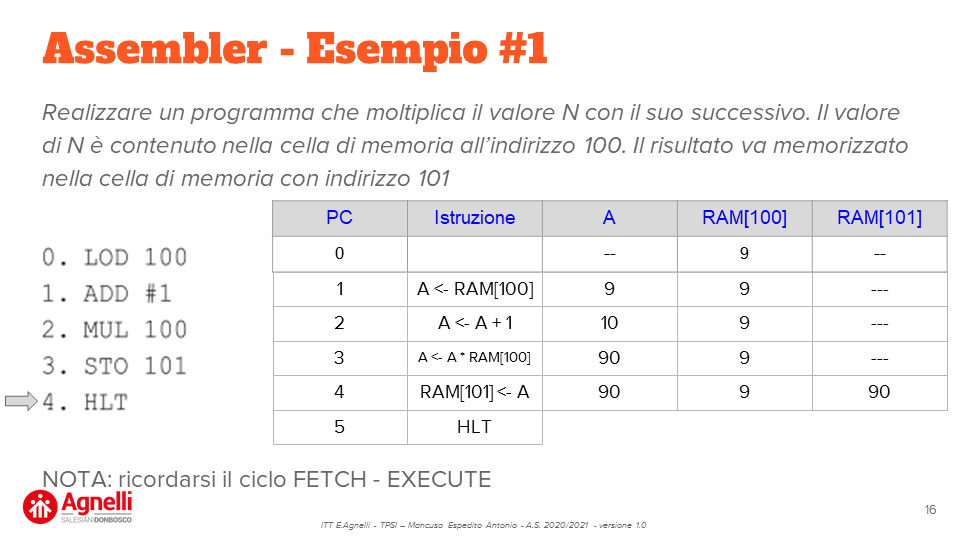 Assembler - Esempio #1
Realizzare un programma che moltiplica il valore N con il suo successivo. Il valore
di N è contenuto nella cella di memoria all'indirizzo 100. Il risultato va memorizzato
nella cella di memoria con indirizzo 101
0. LOD 100
1. ADD #1
2. MUL 100
3. STO 101
4. HLT
PC Istruzione A RAM[100] RAM[101]
0 -- 9 --
1 A <- RAM[100] 9 9 ---
2 A <- A + 1 10 9 ---
3 A <- A * RAM[100] 90 9 ---
4 RAM[101] <- A 90 9 90
5 HLT
NOTA: ricordarsi il ciclo FETCH - EXECUTE
Agnelli
SALESIANI DONBOSCO
ITT E.Agnelli - TPSI – Mancuso Espedito Antonio - A.S. 2020/2021 - versione 1.0
16